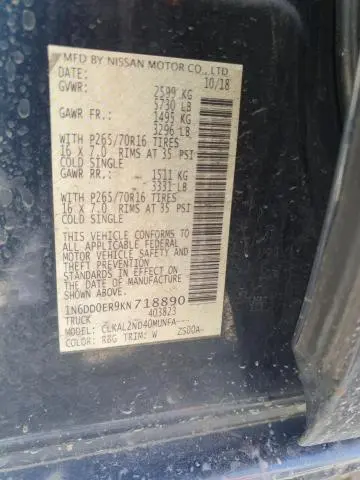 MFD BY NISSAN MOTOR CO., LTD
DATE: 10/18
GVWR: 2599 KG
5730 LB
GAWR FR.: 1495 KG
3296 LB
WITH P265/70R16 TIRES
16 X 7.0 RIMS AT 35 PSI
COLD SINGLE
GAWR RR.: 1511 KG
3331 LB
WITH P265/70R16 TIRES
16 X 7.0 RIMS AT 35 PSI
COLD SINGLE
THIS VEHICLE CONFORMS TO
ALL APPLICABLE FEDERAL
MOTOR VEHICLE SAFETY
STANDARDS IN EFFECT ON
THE DATE OF MANUFACTURE
SHOWN ABOVE.
1N6DD0ER9KN718890
TRUCK 403823
MODEL: CLKAL2ND40MUNFA-
COLOR: RBG TRIM: W ZS00A-